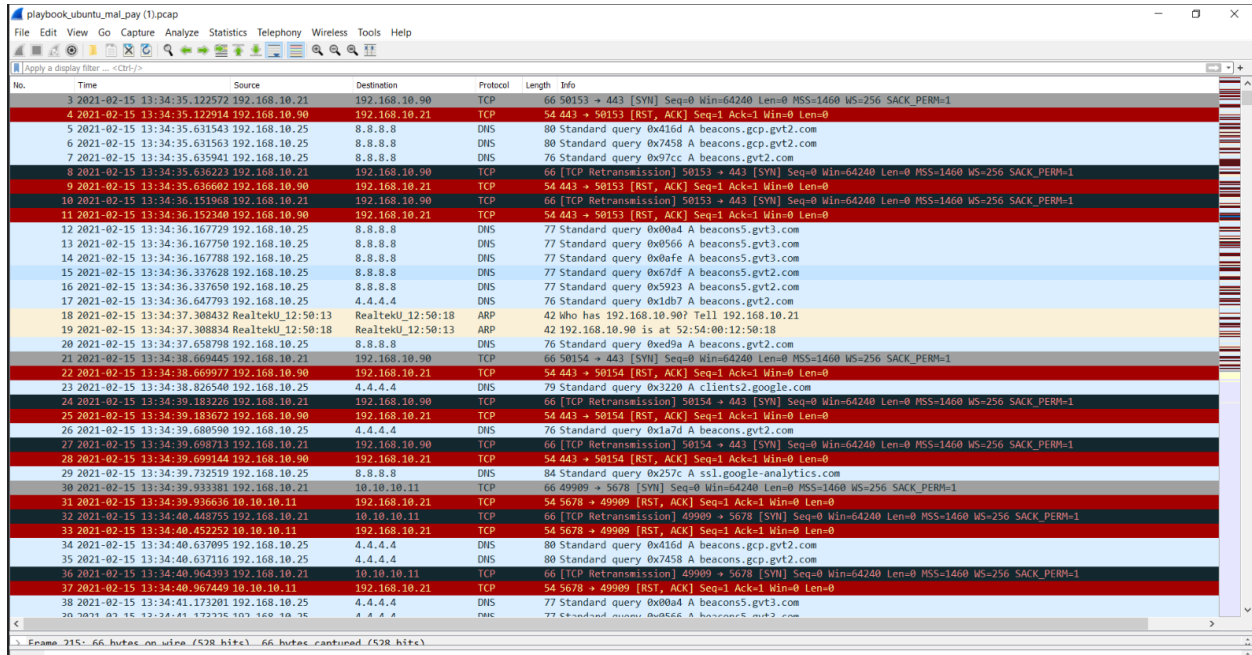 playbook_ubuntu_mal_pay (1).pcap
File Edit View Go Capture Analyze Statistics Telephony Wireless Tools Help
Apply a display filter ... <Ctrl-/>
No. Time Source Destination Protocol Length Info
3 2021-02-15 13:34:35.122572 192.168.10.21 192.168.10.90 TCP 66 50153 → 443 [SYN] Seq=0 Win=64240 Len=0 MSS=1460 WS=256 SACK_PERM=1
4 2021-02-15 13:34:35.122914 192.168.10.90 192.168.10.21 TCP 54 443 → 50153 [RST, ACK] Seq=1 Ack=1 Win=0 Len=0
5 2021-02-15 13:34:35.631543 192.168.10.25 8.8.8.8 DNS 80 Standard query 0x416d A beacons.gcp.gvt2.com
6 2021-02-15 13:34:35.631563 192.168.10.25 8.8.8.8 DNS 80 Standard query 0x7458 A beacons.gcp.gvt2.com
7 2021-02-15 13:34:35.635941 192.168.10.25 8.8.8.8 DNS 76 Standard query 0x97cc A beacons.gvt2.com
8 2021-02-15 13:34:35.636223 192.168.10.21 192.168.10.90 TCP 66 [TCP Retransmission] 50153 → 443 [SYN] Seq=0 Win=64240 Len=0 MSS=1460 WS=256 SACK_PERM=1
9 2021-02-15 13:34:35.636602 192.168.10.90 192.168.10.21 TCP 54 443 → 50153 [RST, ACK] Seq=1 Ack=1 Win=0 Len=0
10 2021-02-15 13:34:36.151968 192.168.10.21 192.168.10.90 TCP 66 [TCP Retransmission] 50153 → 443 [SYN] Seq=0 Win=64240 Len=0 MSS=1460 WS=256 SACK_PERM=1
11 2021-02-15 13:34:36.152340 192.168.10.90 192.168.10.21 TCP 54 443 → 50153 [RST, ACK] Seq=1 Ack=1 Win=0 Len=0
12 2021-02-15 13:34:36.167729 192.168.10.25 8.8.8.8 DNS 77 Standard query 0x00a4 A beacons5.gvt3.com
13 2021-02-15 13:34:36.167750 192.168.10.25 8.8.8.8 DNS 77 Standard query 0x0566 A beacons5.gvt3.com
14 2021-02-15 13:34:36.167788 192.168.10.25 8.8.8.8 DNS 77 Standard query 0x0afe A beacons5.gvt3.com
15 2021-02-15 13:34:36.337628 192.168.10.25 8.8.8.8 DNS 77 Standard query 0x67df A beacons5.gvt2.com
16 2021-02-15 13:34:36.337650 192.168.10.25 8.8.8.8 DNS 77 Standard query 0x5923 A beacons5.gvt2.com
17 2021-02-15 13:34:36.647793 192.168.10.25 4.4.4.4 DNS 76 Standard query 0x1db7 A beacons.gvt2.com
18 2021-02-15 13:34:37.308432 RealtekU_12:50:13 RealtekU_12:50:18 ARP 42 Who has 192.168.10.90? Tell 192.168.10.21
19 2021-02-15 13:34:37.308834 RealtekU_12:50:18 RealtekU_12:50:13 ARP 42 192.168.10.90 is at 52:54:00:12:50:18
20 2021-02-15 13:34:37.658798 192.168.10.25 8.8.8.8 DNS 76 Standard query 0xed9a A beacons.gvt2.com
21 2021-02-15 13:34:38.669445 192.168.10.21 192.168.10.90 TCP 66 50154 → 443 [SYN] Seq=0 Win=64240 Len=0 MSS=1460 WS=256 SACK_PERM=1
22 2021-02-15 13:34:38.669977 192.168.10.90 192.168.10.21 TCP 54 443 → 50154 [RST, ACK] Seq=1 Ack=1 Win=0 Len=0
23 2021-02-15 13:34:38.826540 192.168.10.25 4.4.4.4 DNS 79 Standard query 0x3220 A clients2.google.com
24 2021-02-15 13:34:39.183226 192.168.10.21 192.168.10.90 TCP 66 [TCP Retransmission] 50154 → 443 [SYN] Seq=0 Win=64240 Len=0 MSS=1460 WS=256 SACK_PERM=1
25 2021-02-15 13:34:39.183672 192.168.10.90 192.168.10.21 TCP 54 443 → 50154 [RST, ACK] Seq=1 Ack=1 Win=0 Len=0
26 2021-02-15 13:34:39.680590 192.168.10.25 4.4.4.4 DNS 76 Standard query 0x1a7d A beacons.gvt2.com
27 2021-02-15 13:34:39.698713 192.168.10.21 192.168.10.90 TCP 66 [TCP Retransmission] 50154 → 443 [SYN] Seq=0 Win=64240 Len=0 MSS=1460 WS=256 SACK_PERM=1
28 2021-02-15 13:34:39.699144 192.168.10.90 192.168.10.21 TCP 54 443 → 50154 [RST, ACK] Seq=1 Ack=1 Win=0 Len=0
29 2021-02-15 13:34:39.732519 192.168.10.25 8.8.8.8 DNS 84 Standard query 0x257c A ssl.google-analytics.com
30 2021-02-15 13:34:39.933381 192.168.10.21 10.10.10.11 TCP 66 49909 → 5678 [SYN] Seq=0 Win=64240 Len=0 MSS=1460 WS=256 SACK_PERM=1
31 2021-02-15 13:34:39.936636 10.10.10.11 192.168.10.21 TCP 54 5678 → 49909 [RST, ACK] Seq=1 Ack=1 Win=0 Len=0
32 2021-02-15 13:34:40.448755 192.168.10.21 10.10.10.11 TCP 66 [TCP Retransmission] 49909 → 5678 [SYN] Seq=0 Win=64240 Len=0 MSS=1460 WS=256 SACK_PERM=1
33 2021-02-15 13:34:40.452252 10.10.10.11 192.168.10.21 TCP 54 5678 → 49909 [RST, ACK] Seq=1 Ack=1 Win=0 Len=0
34 2021-02-15 13:34:40.637095 192.168.10.25 4.4.4.4 DNS 80 Standard query 0x416d A beacons.gcp.gvt2.com
35 2021-02-15 13:34:40.637116 192.168.10.25 4.4.4.4 DNS 80 Standard query 0x7458 A beacons.gcp.gvt2.com
36 2021-02-15 13:34:40.964393 192.168.10.21 10.10.10.11 TCP 66 [TCP Retransmission] 49909 → 5678 [SYN] Seq=0 Win=64240 Len=0 MSS=1460 WS=256 SACK_PERM=1
37 2021-02-15 13:34:40.967449 10.10.10.11 192.168.10.21 TCP 54 5678 → 49909 [RST, ACK] Seq=1 Ack=1 Win=0 Len=0
38 2021-02-15 13:34:41.173201 192.168.10.25 4.4.4.4 DNS 77 Standard query 0x00a4 A beacons5.gvt3.com
39 2021-02-15 13:34:41.173225 192.168.10.25 4.4.4.4 DNS 77 Standard query 0x0566 A beacons5.gvt3.com
Frame 215: 66 bytes on wire (528 bits), 66 bytes captured (528 bits)